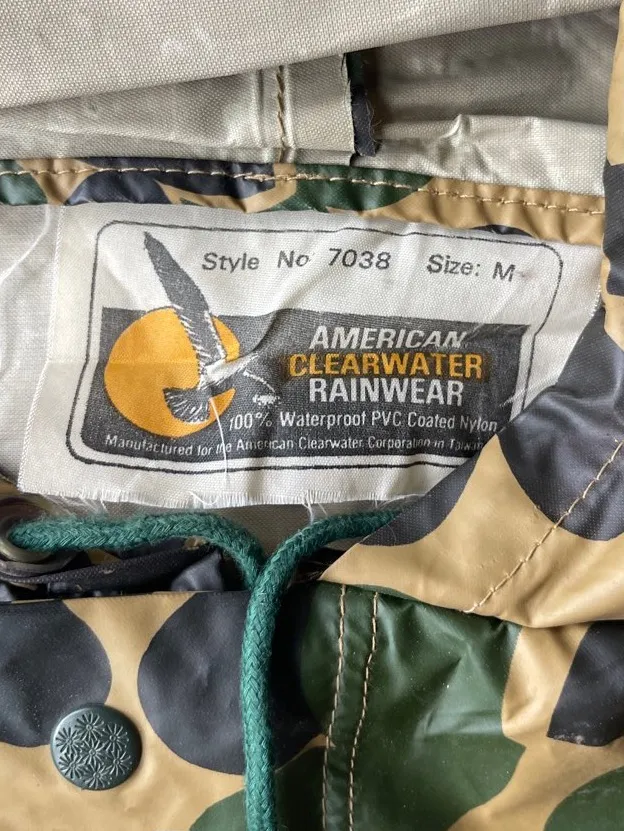 Style No 7038 Size: M
AMERICAN
CLEARWATER
RAINWEAR
100% Waterproof PVC Coated Nylon
Manufactured for the American Clearwater Corporation in Taiwan